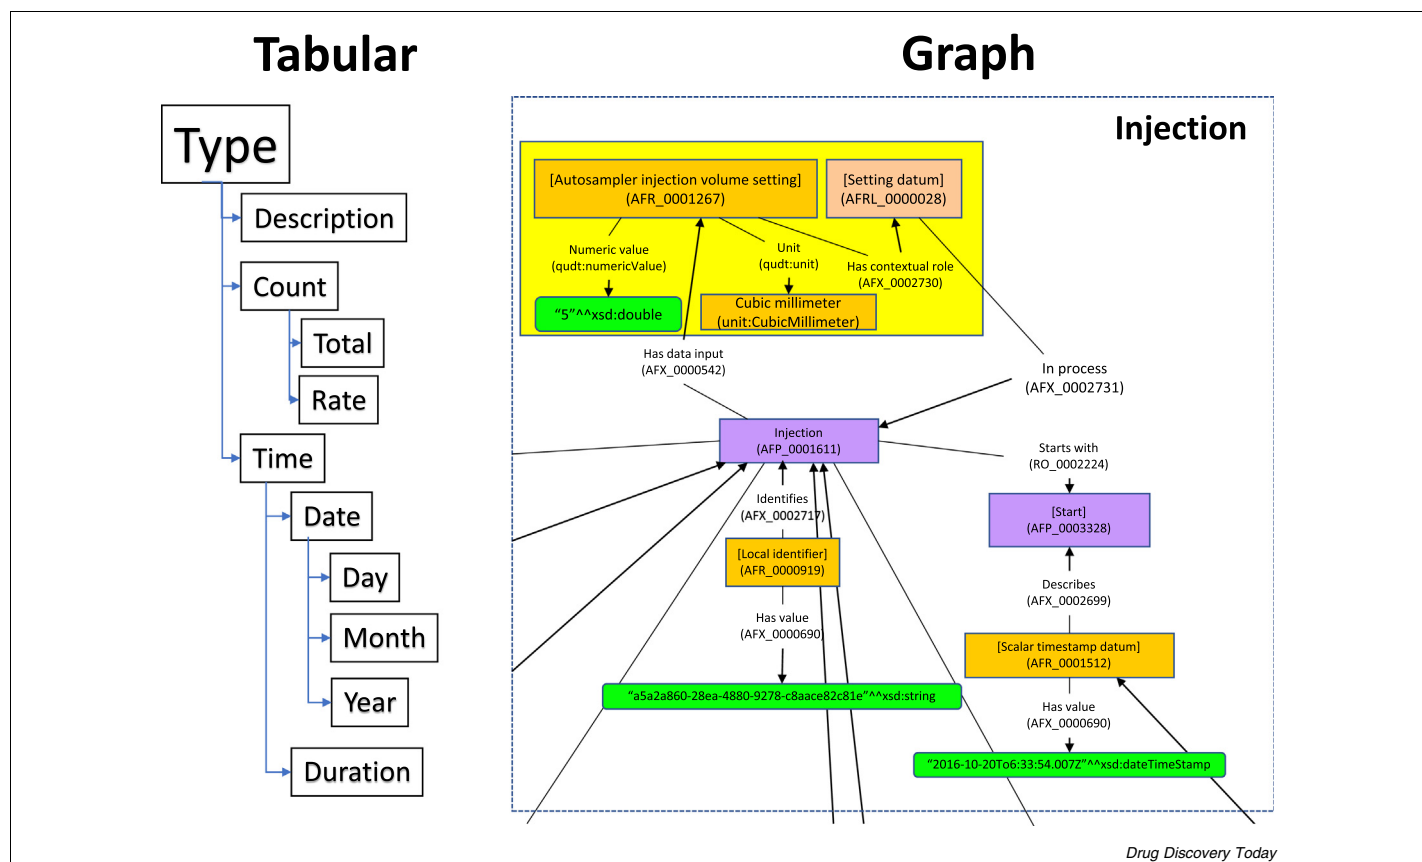 Tabular
Graph
Type
Description
Count
Total
Rate
Time
Date
Day
Month
Year
Duration
Injection
[Autosampler injection volume setting]
(AFR_0001267)
[Setting datum]
(AFRL_0000028)
Numeric value
(qudt:numericValue)
Unit
(qudt:unit)
Has contextual role
(AFX_0002730)
“5”^^xsd:double
Cubic millimeter
(unit:CubicMillimeter)
Has data input
(AFX_0000542)
In process
(AFX_0002731)
Injection
(AFP_0001611)
Starts with
(RO_0002224)
Identifies
(AFX_0002717)
[Start]
(AFP_0003328)
[Local identifier]
(AFR_0000919)
Describes
(AFX_0002699)
Has value
(AFX_0000690)
[Scalar timestamp datum]
(AFR_0001512)
“a5a2a860-28ea-4880-9278-c8aace82c81e”^^xsd:string
Has value
(AFX_0000690)
“2016-10-20To6:33:54.007Z”^^xsd:dateTimeStamp
Drug Discovery Today